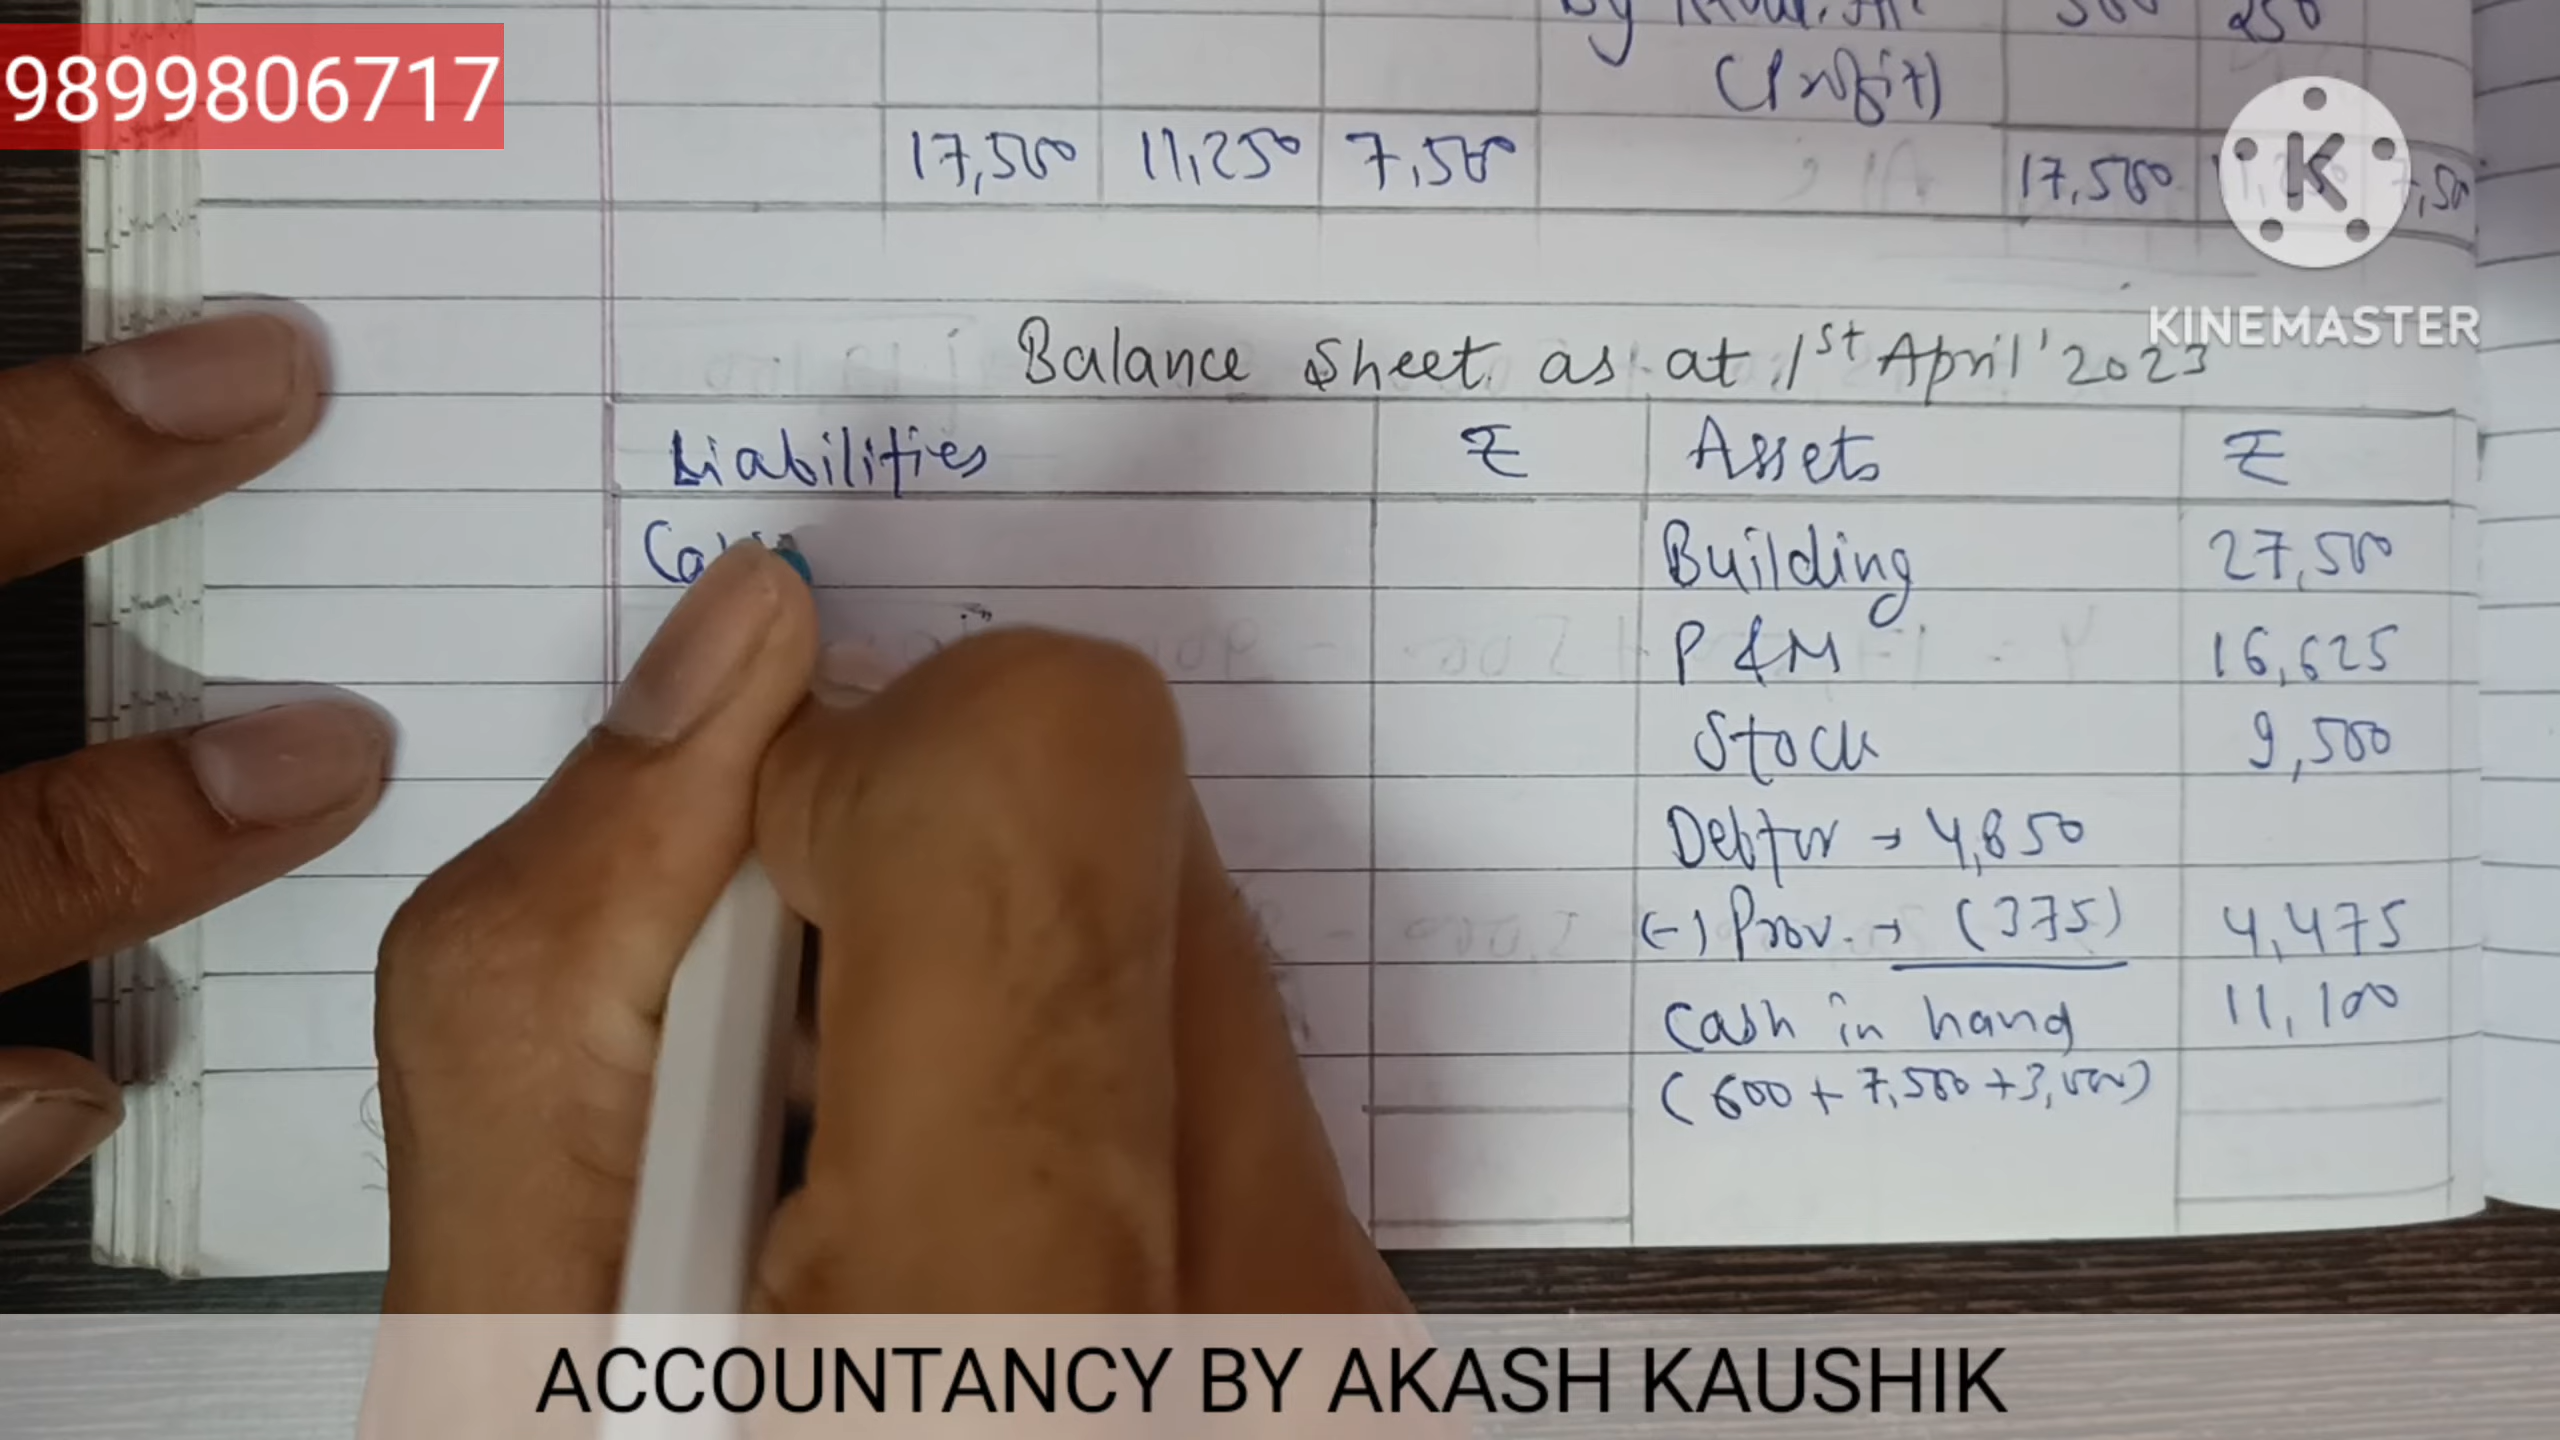 9899806717
250
(Profit)
17,500 11,250 7,500 17,500
KINEMASTER
Balance Sheet as at 1st April' 2023
Liabilities ₹ Assets ₹
Building 27,500
P & M 16,625
Stock 9,500
Debtor → 4,850
(-) Prov. → (375) 4,475
Cash in hand 11,100
(600 + 7,500 + 3,000)
ACCOUNTANCY BY AKASH KAUSHIK